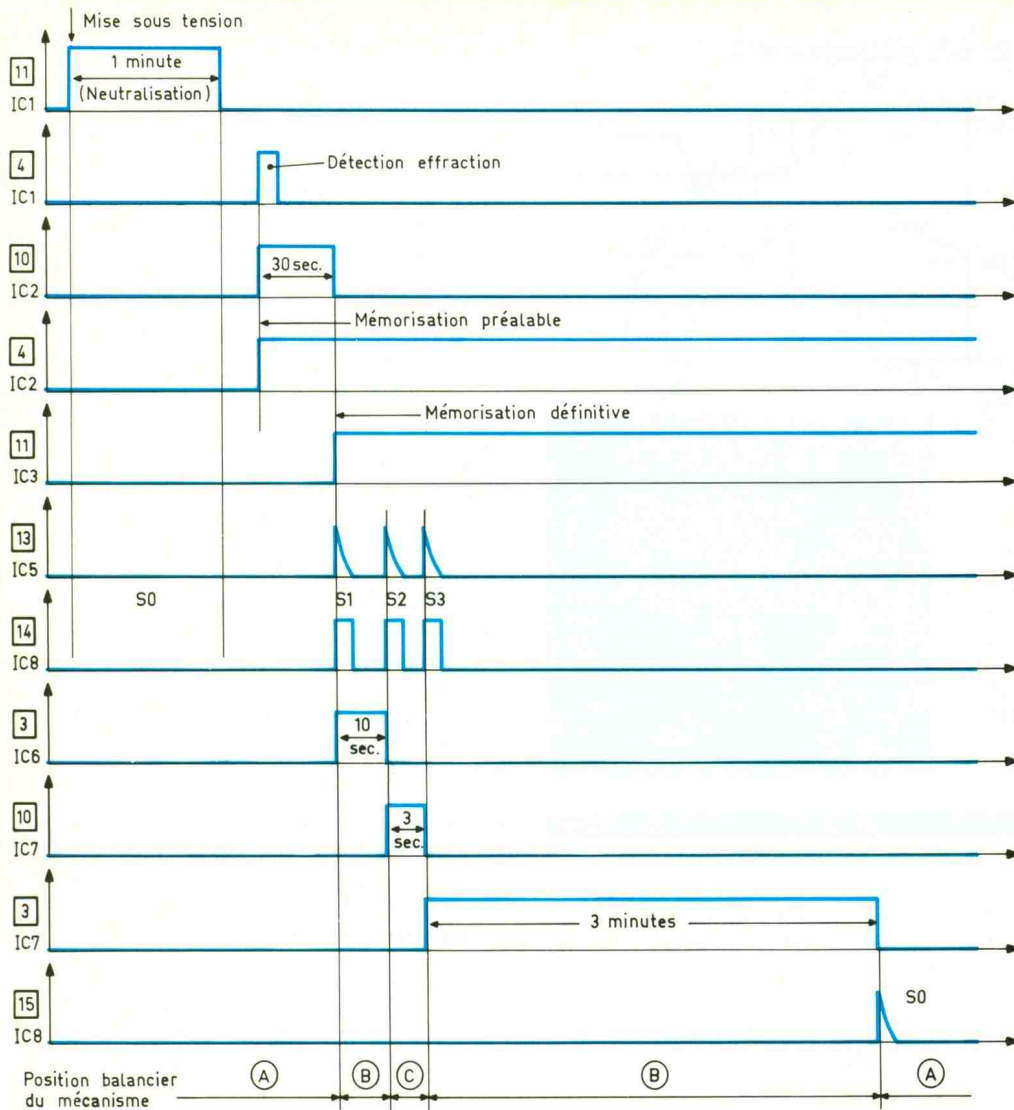 Mise sous tension
11
IC1
1 minute
(Neutralisation)
4
IC1
Détection effraction
10
IC2
30 sec.
4
IC2
Mémorisation préalable
11
IC3
Mémorisation définitive
13
IC5
S0
S1
S2
S3
14
IC8
3
IC6
10
sec.
10
IC7
3
sec.
3
IC7
3 minutes
15
IC8
S0
Position balancier
du mécanisme
A
B
C
B
A